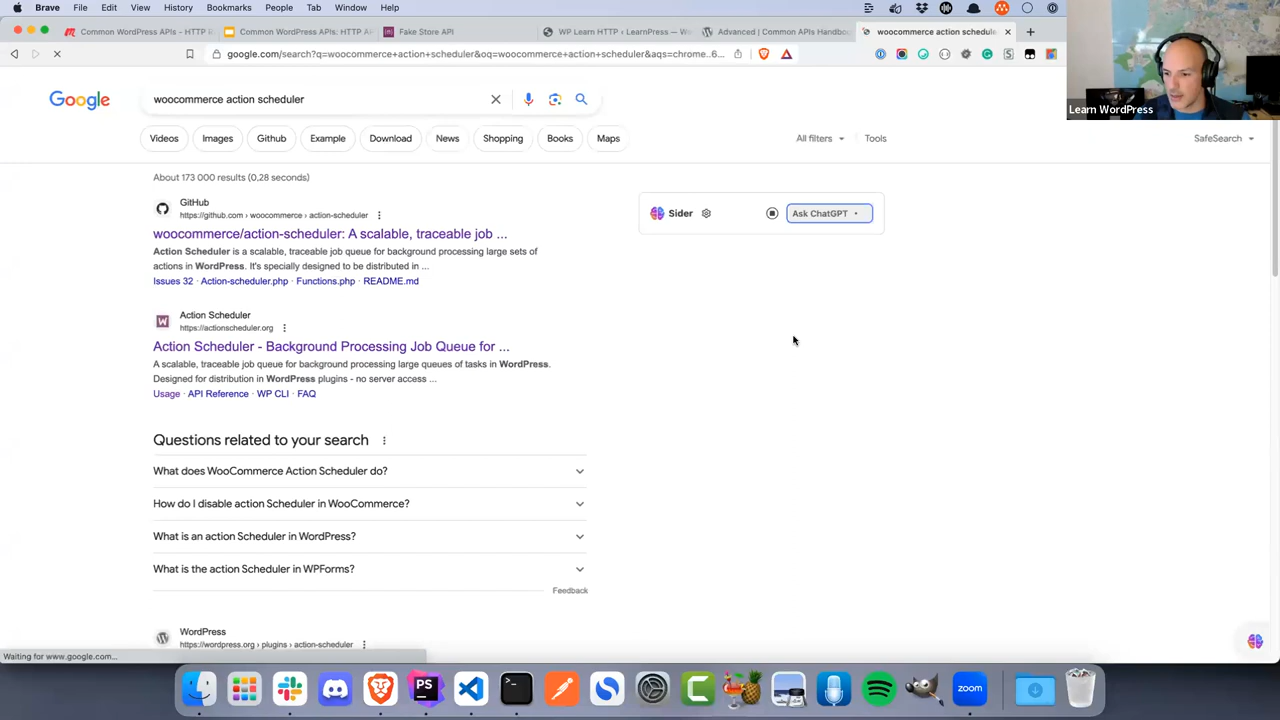 Brave File Edit View History Bookmarks People Tab Window Help
Common WordPress APIs - HTTP
Common WordPress APIs: HTTP AP
Fake Store API
WP Learn HTTP ‹ LearnPress — Wo
Advanced | Common APIs Handboo
woocommerce action schedule
google.com/search?q=woocommerce+action+scheduler&oq=woocommerce+action+scheduler&aqs=chrome..6...
Learn WordPress
Google
woocommerce action scheduler
Videos Images Github Example Download News Shopping Books Maps
All filters Tools SafeSearch
About 173 000 results (0,28 seconds)
GitHub
https://github.com › woocommerce › action-scheduler
woocommerce/action-scheduler: A scalable, traceable job ...
Action Scheduler is a scalable, traceable job queue for background processing large sets of
actions in WordPress. It's specially designed to be distributed in ...
Issues 32 · Action-scheduler.php · Functions.php · README.md
Sider Ask ChatGPT
Action Scheduler
https://actionscheduler.org
Action Scheduler - Background Processing Job Queue for ...
A scalable, traceable job queue for background processing large queues of tasks in WordPress.
Designed for distribution in WordPress plugins - no server access ...
Usage · API Reference · WP CLI · FAQ
Questions related to your search
What does WooCommerce Action Scheduler do?
How do I disable action Scheduler in WooCommerce?
What is an action Scheduler in WordPress?
What is the action Scheduler in WPForms?
Feedback
WordPress
https://wordpress.org › plugins › action-scheduler
Waiting for www.google.com...
PS
zoom